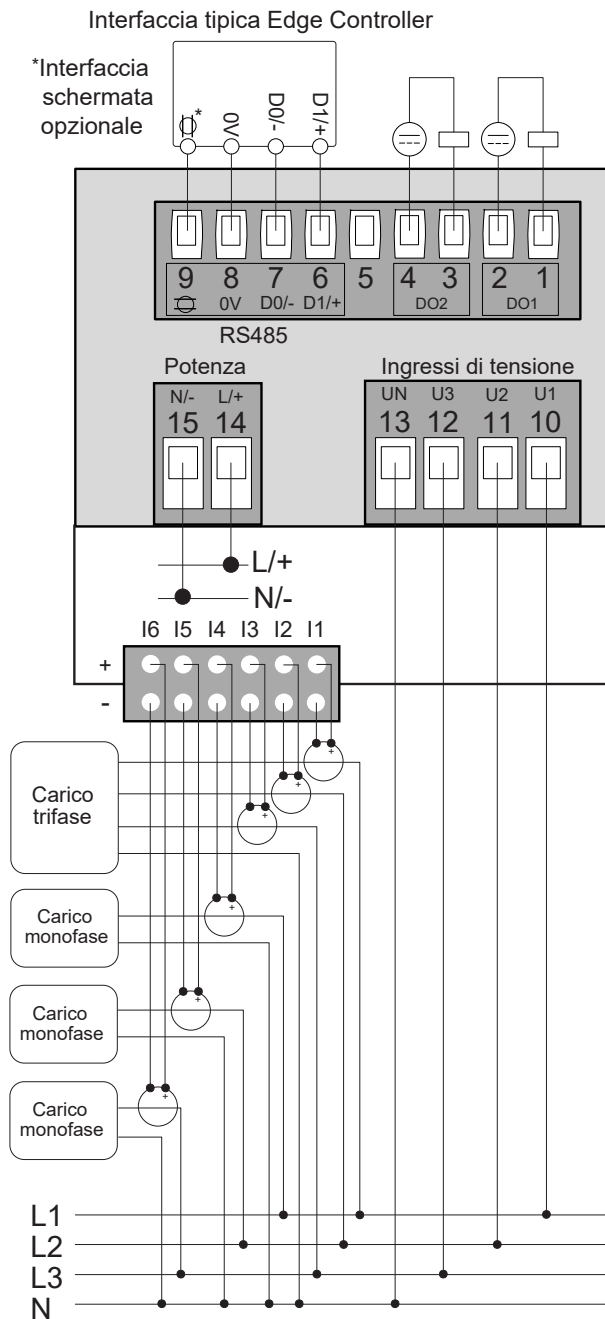 Interfaccia tipica Edge Controller
*Interfaccia
schermata
opzionale
* 0V D0/- D1/+
9 8 7 6 5 4 3 2 1
0V D0/- D1/+ DO2 DO1
RS485
Potenza
Ingressi di tensione
N/- L/+
UN U3 U2 U1
15 14
13 12 11 10
L/+
N/-
I6 I5 I4 I3 I2 I1
+
-
+
+
+
Carico
trifase
+
Carico
monofase
+
Carico
monofase
+
Carico
monofase
L1
L2
L3
N